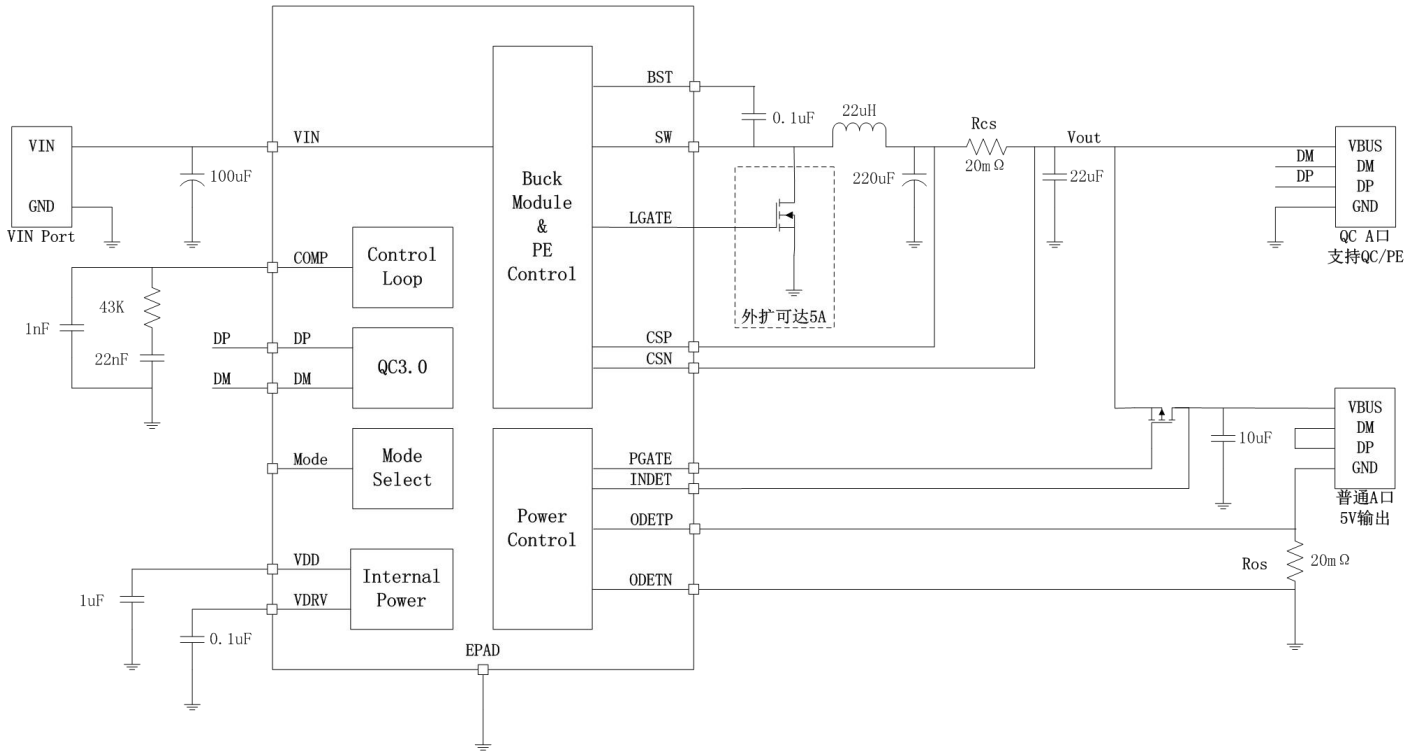 VIN
GND
VIN Port
100uF
VIN
COMP
43K
1nF
22nF
DP
DM
DP
DM
Mode
VDD
1uF
VDRV
0.1uF
EPAD
Control
Loop
QC3.0
Mode
Select
Internal
Power
Buck
Module
&
PE
Control
Power
Control
BST
SW
LGATE
CSP
CSN
PGATE
INDET
ODETP
ODETN
0.1uF
22uH
外扩可达5A
220uF
Rcs
20mΩ
Vout
22uF
DM
DP
VBUS
DM
DP
GND
QC A口
支持QC/PE
10uF
VBUS
DM
DP
GND
普通A口
5V输出
Ros
20mΩ